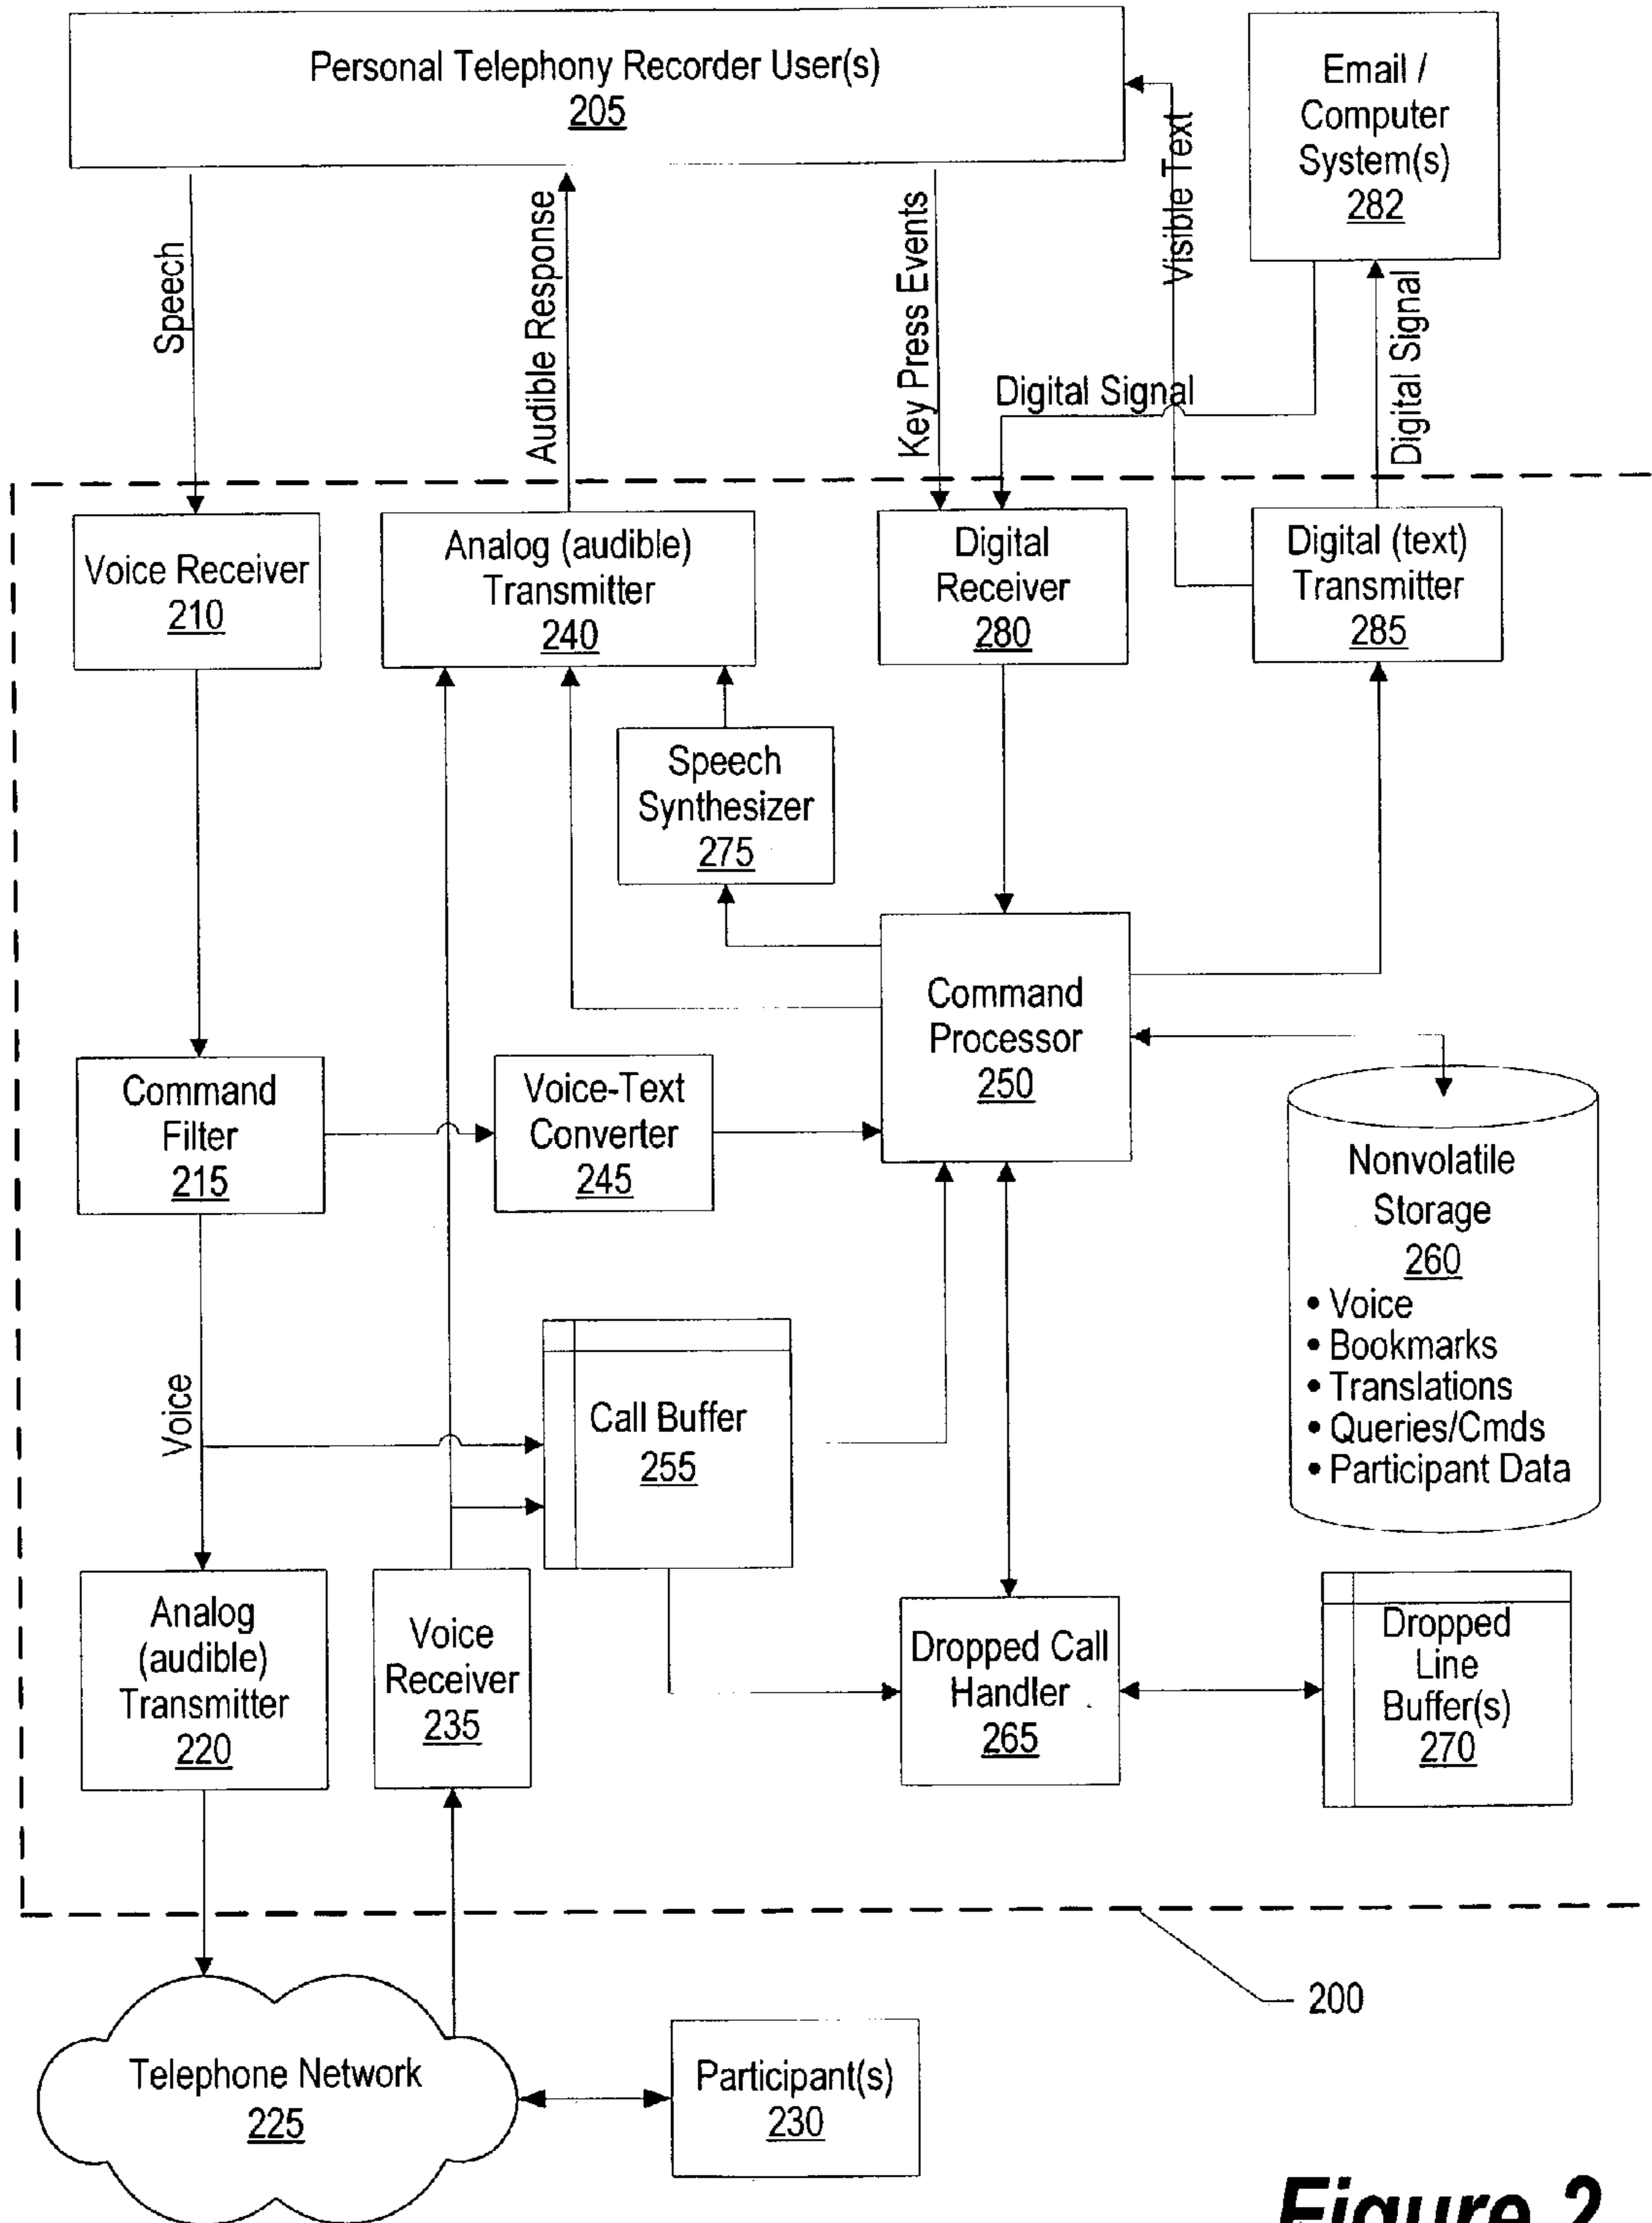 Personal Telephony Recorder User(s)
205
Email /
Computer
System(s)
282
Speech
Audible Response
Key Press Events
Visible Text
Digital Signal
Digital Signal
Voice Receiver
210
Analog (audible)
Transmitter
240
Digital
Receiver
280
Digital (text)
Transmitter
285
Speech
Synthesizer
275
Command
Processor
250
Command
Filter
215
Voice-Text
Converter
245
Nonvolatile
Storage
260
• Voice
• Bookmarks
• Translations
• Queries/Cmds
• Participant Data
Voice
Call Buffer
255
Analog
(audible)
Transmitter
220
Voice
Receiver
235
Dropped Call
Handler
265
Dropped
Line
Buffer(s)
270
200
Telephone Network
225
Participant(s)
230
Figure 2